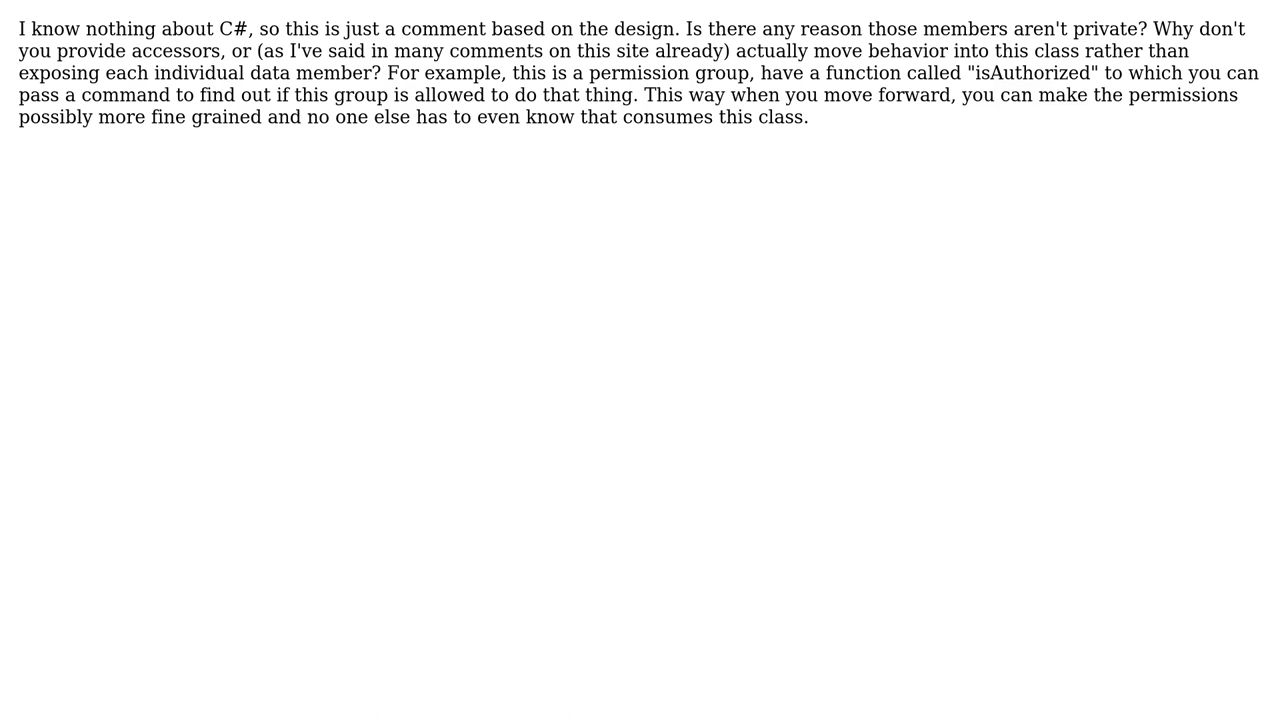 I know nothing about C#, so this is just a comment based on the design. Is there any reason those members aren't private? Why don't
you provide accessors, or (as I've said in many comments on this site already) actually move behavior into this class rather than
exposing each individual data member? For example, this is a permission group, have a function called "isAuthorized" to which you can
pass a command to find out if this group is allowed to do that thing. This way when you move forward, you can make the permissions
possibly more fine grained and no one else has to even know that consumes this class.